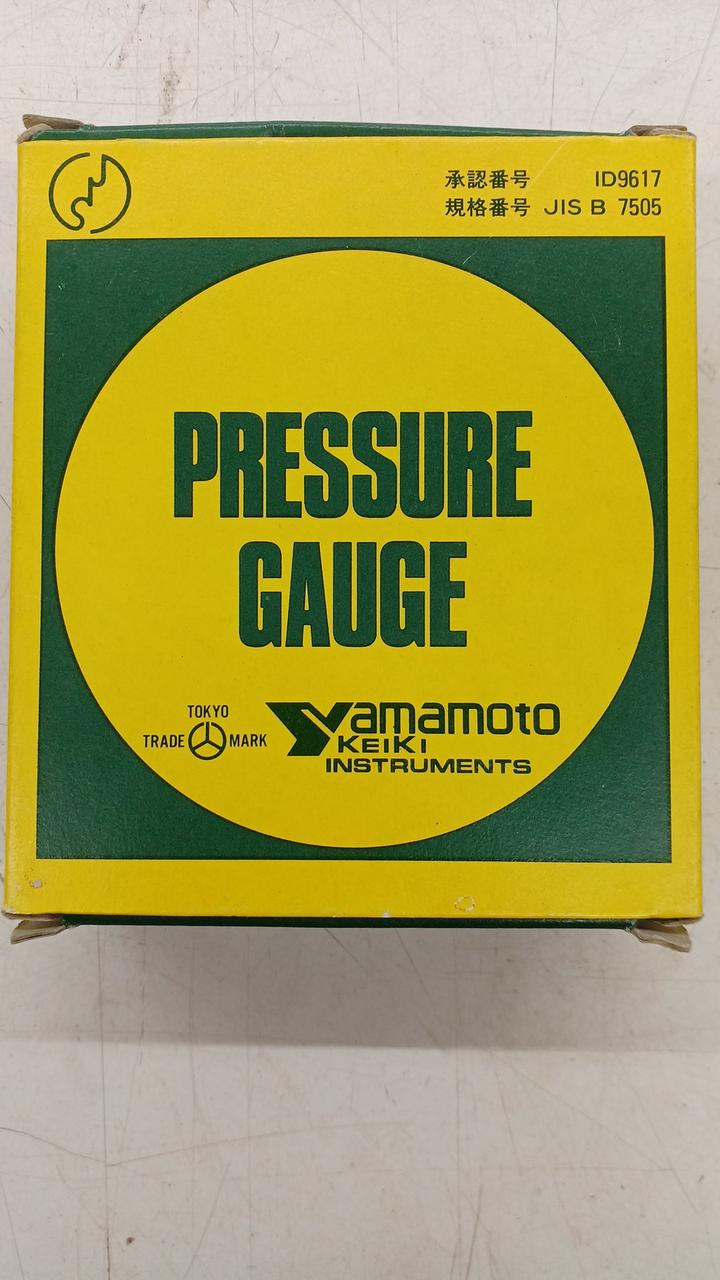 承認番号 ID9617
規格番号 JIS B 7505
PRESSURE
GAUGE
TOKYO
TRADE MARK
Yamamoto
KEIKI
INSTRUMENTS